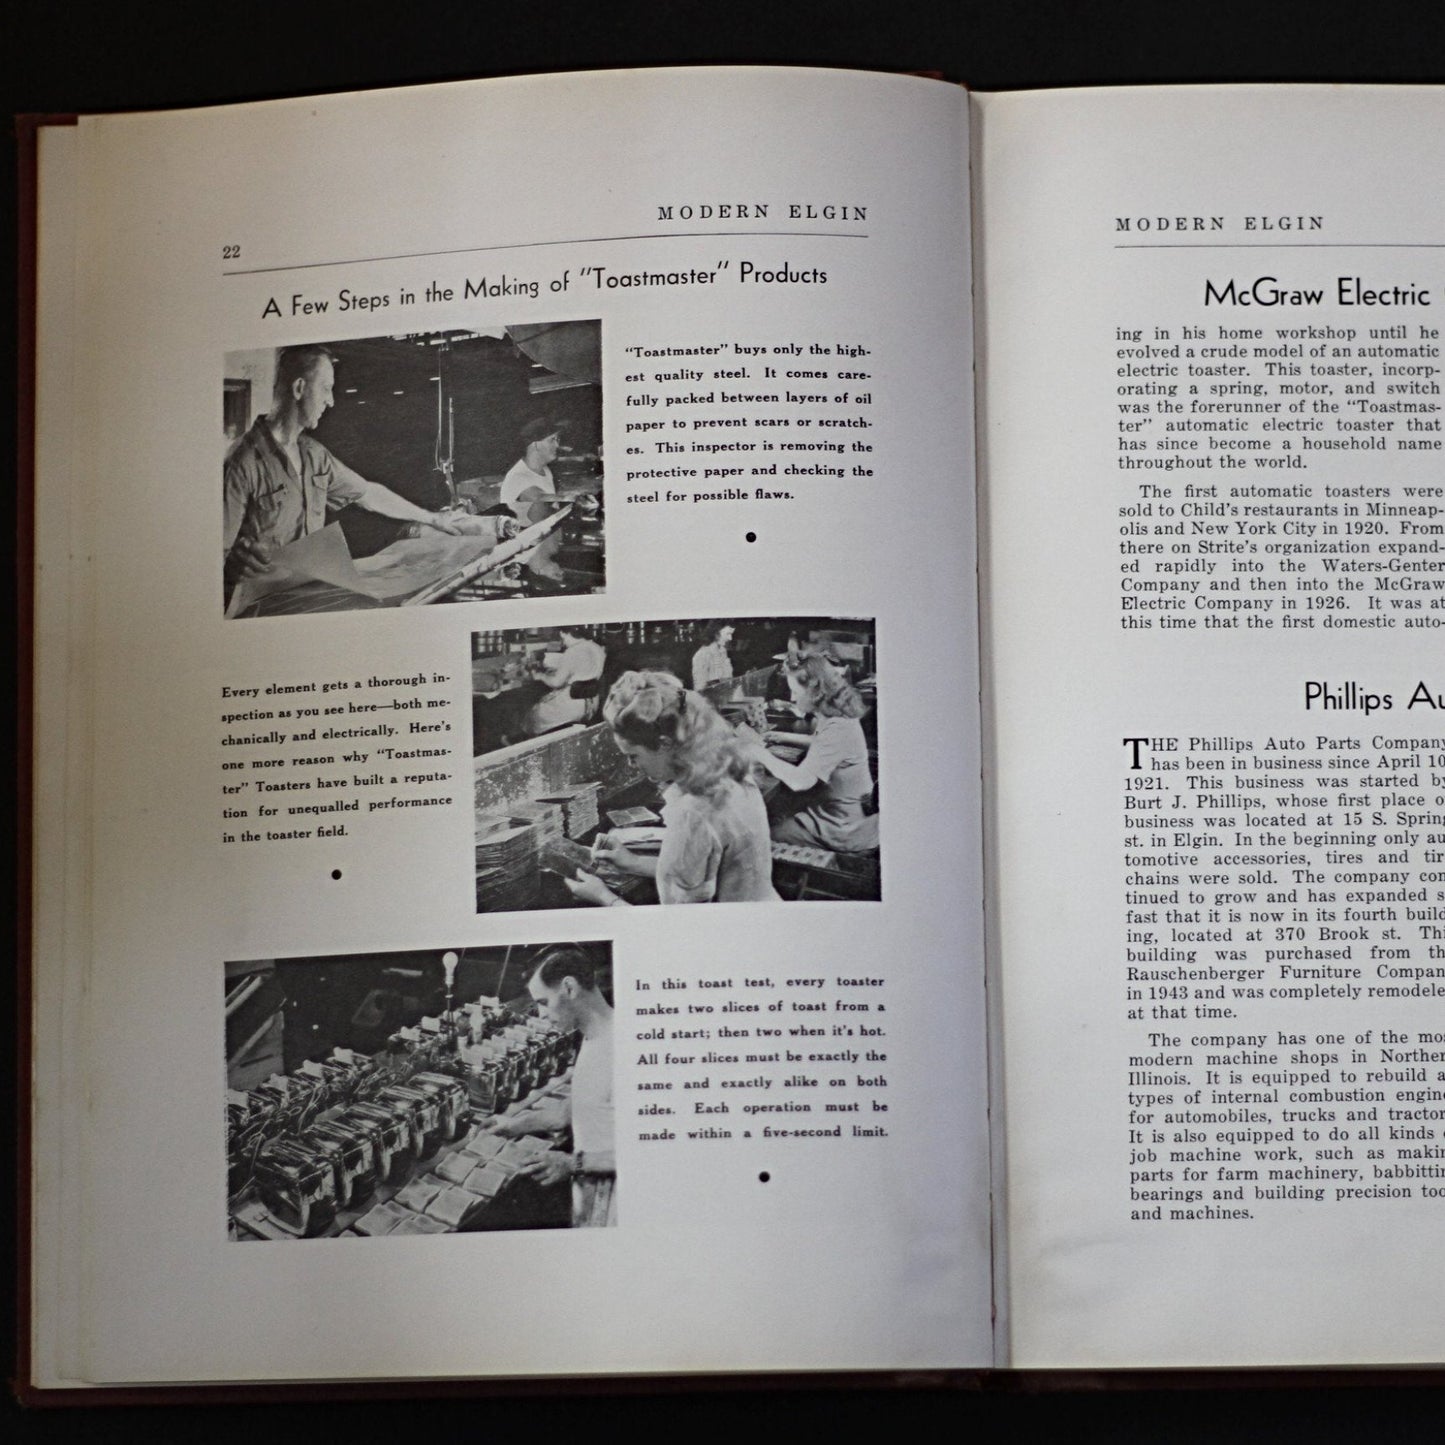 MODERN ELGIN
22
A Few Steps in the Making of "Toastmaster" Products
"Toastmaster" buys only the high-
est quality steel. It comes care-
fully packed between layers of oil
paper to prevent scars or scratch-
es. This inspector is removing the
protective paper and checking the
steel for possible flaws.
Every element gets a thorough in-
spection as you see here—both me-
chanically and electrically. Here's
one more reason why "Toastmas-
ter" Toasters have built a reputa-
tion for unequalled performance
in the toaster field.
In this toast test, every toaster
makes two slices of toast from a
cold start; then two when it's hot.
All four slices must be exactly the
same and exactly alike on both
sides. Each operation must be
made within a five-second limit.
MODERN ELGIN
McGraw Electric
ing in his home workshop until he
evolved a crude model of an automatic
electric toaster. This toaster, incorp-
orating a spring, motor, and switch
was the forerunner of the "Toastmas-
ter" automatic electric toaster that
has since become a household name
throughout the world.
The first automatic toasters were
sold to Child's restaurants in Minneap-
olis and New York City in 1920. From
there on Strite's organization expand-
ed rapidly into the Waters-Genter
Company and then into the McGraw
Electric Company in 1926. It was at
this time that the first domestic auto-
Phillips
THE Phillips Auto Parts Company
has been in business since April 10
1921. This business was started
Burt J. Phillips, whose first place
business was located at 15 S. Spring
st. in Elgin. In the beginning only au
tomotive accessories, tires and
chains were sold. The company con
tinued to grow and has expanded
fast that it is now in its fourth build
ing, located at 370 Brook st.
building was purchased from
Rauschenberger Furniture Compan
in 1943 and was completely remodele
at that time.
The company has one of the
modern machine shops in Norther
Illinois. It is equipped to rebuild
types of internal combustion engine
for automobiles, trucks and tractor
It is also equipped to do all kinds
job machine work, such as makin
parts for farm machinery, babbittin
bearings and building precision too
and machines.